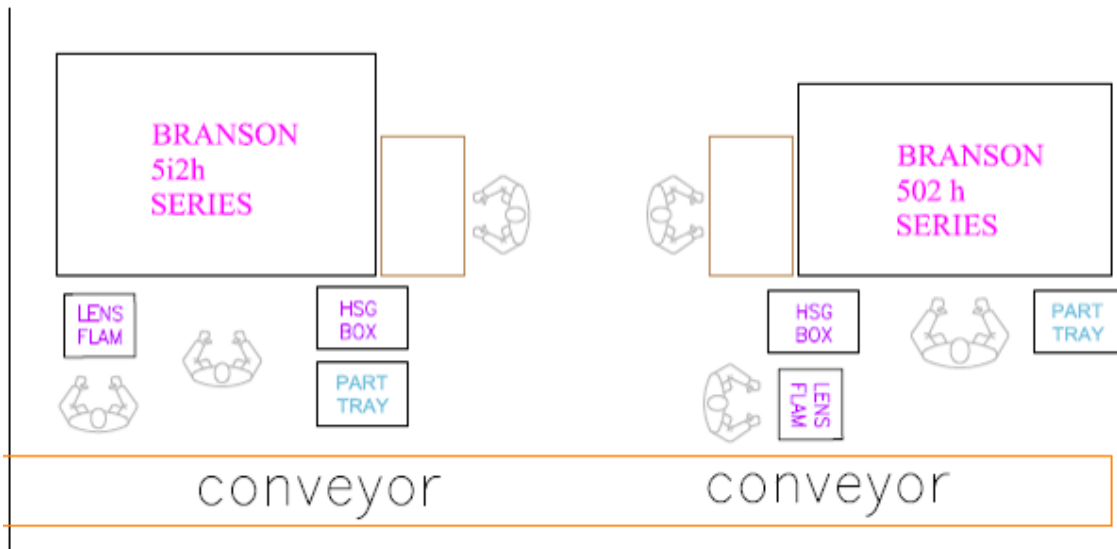 BRANSON
5i2h
SERIES
BRANSON
502 h
SERIES
LENS
FLAM
HSG
BOX
PART
TRAY
HSG
BOX
PART
TRAY
LENS
FLAM
conveyor
conveyor